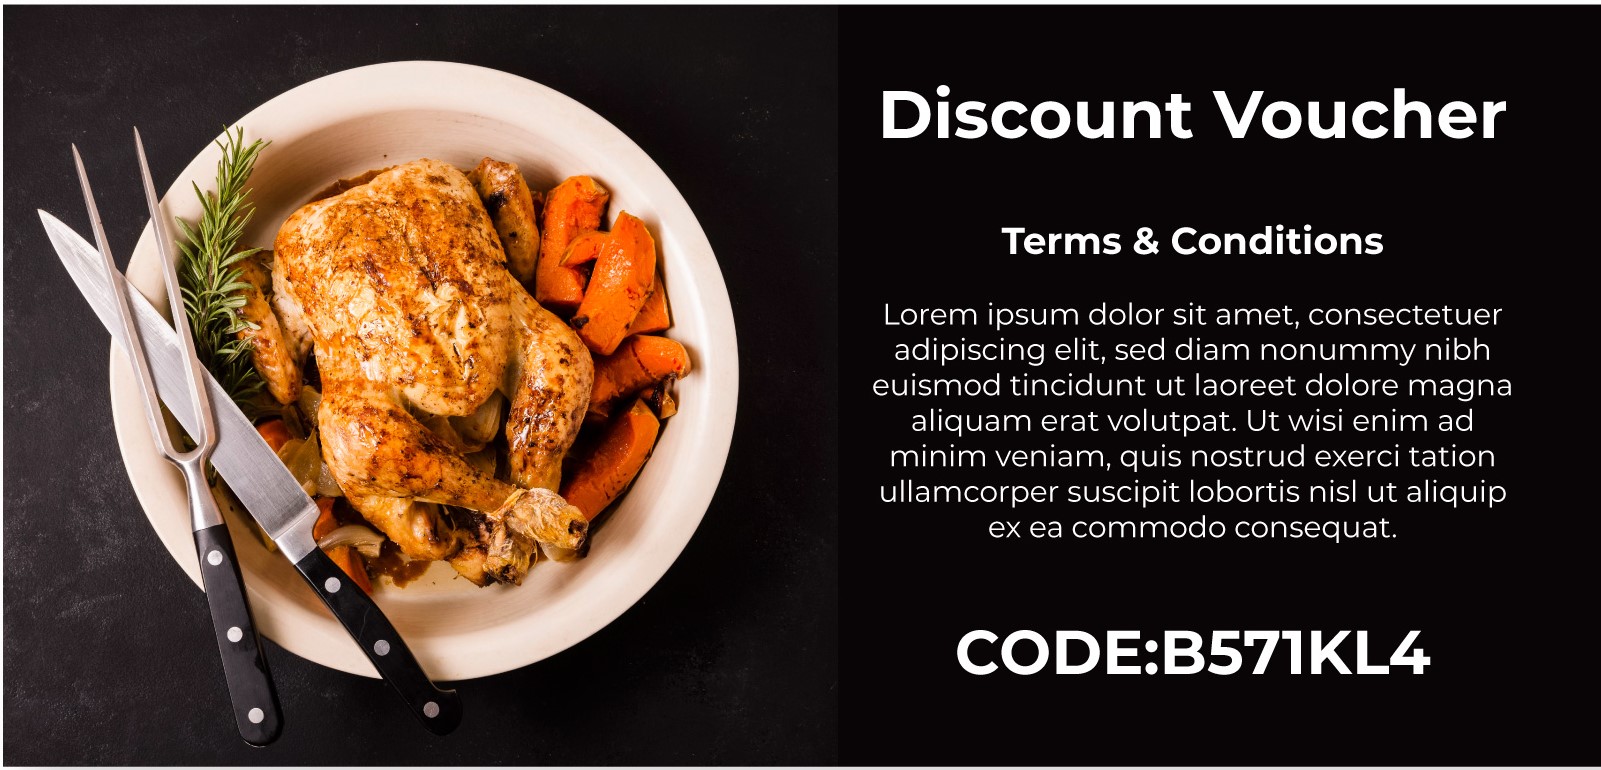 Discount Voucher
Terms & Conditions
Lorem ipsum dolor sit amet, consectetuer
adipiscing elit, sed diam nonummy nibh
euismod tincidunt ut laoreet dolore magna
aliquam erat volutpat. Ut wisi enim ad
minim veniam, quis nostrud exerci tation
ullamcorper suscipit lobortis nisl ut aliquip
ex ea commodo consequat.
CODE:B571KL4